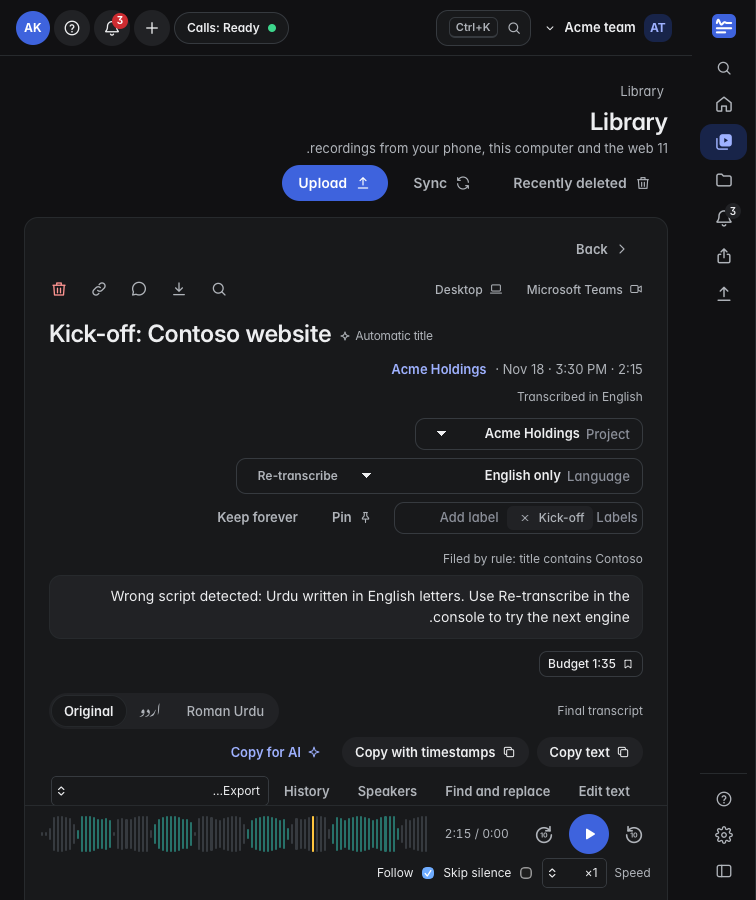 AK
3
Calls: Ready
Ctrl+K
Acme team
AT
Library
Library
.recordings from your phone, this computer and the web 11
Upload
Sync
Recently deleted
3
Back
Desktop
Microsoft Teams
Kick-off: Contoso website
Automatic title
Acme Holdings · Nov 18 · 3:30 PM · 2:15
Transcribed in English
Acme Holdings Project
Re-transcribe
English only Language
Keep forever
Pin
Add label
× Kick-off
Labels
Filed by rule: title contains Contoso
Wrong script detected: Urdu written in English letters. Use Re-transcribe in the
.console to try the next engine
Budget 1:35
Original
اردو
Roman Urdu
Final transcript
Copy for AI
Copy with timestamps
Copy text
...Export
History
Speakers
Find and replace
Edit text
2:15 / 0:00
10
10
Follow
Skip silence
×1
Speed